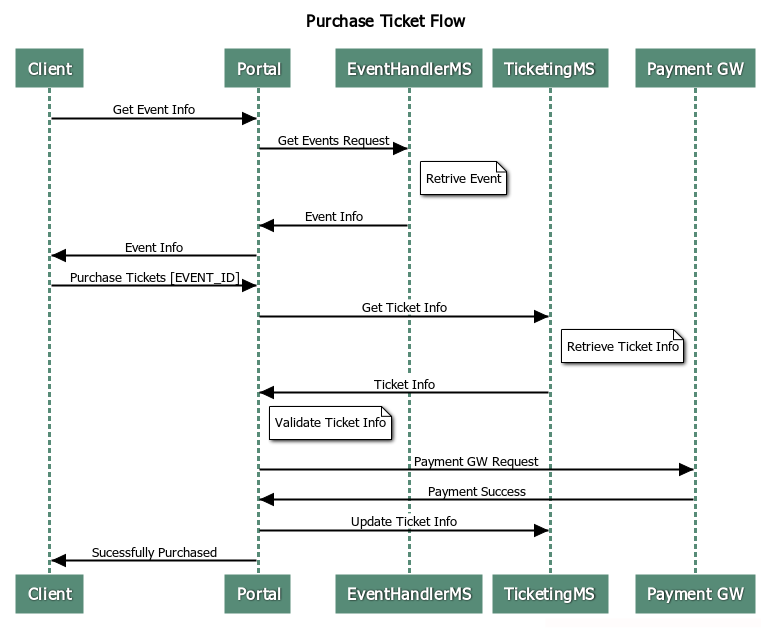 Purchase Ticket Flow
Client Portal EventHandlerMS TicketingMS Payment GW
Get Event Info
Get Events Request
Retrive Event
Event Info
Event Info
Purchase Tickets [EVENT_ID]
Get Ticket Info
Retrieve Ticket Info
Ticket Info
Validate Ticket Info
Payment GW Request
Payment Success
Update Ticket Info
Sucessfully Purchased
Client Portal EventHandlerMS TicketingMS Payment GW